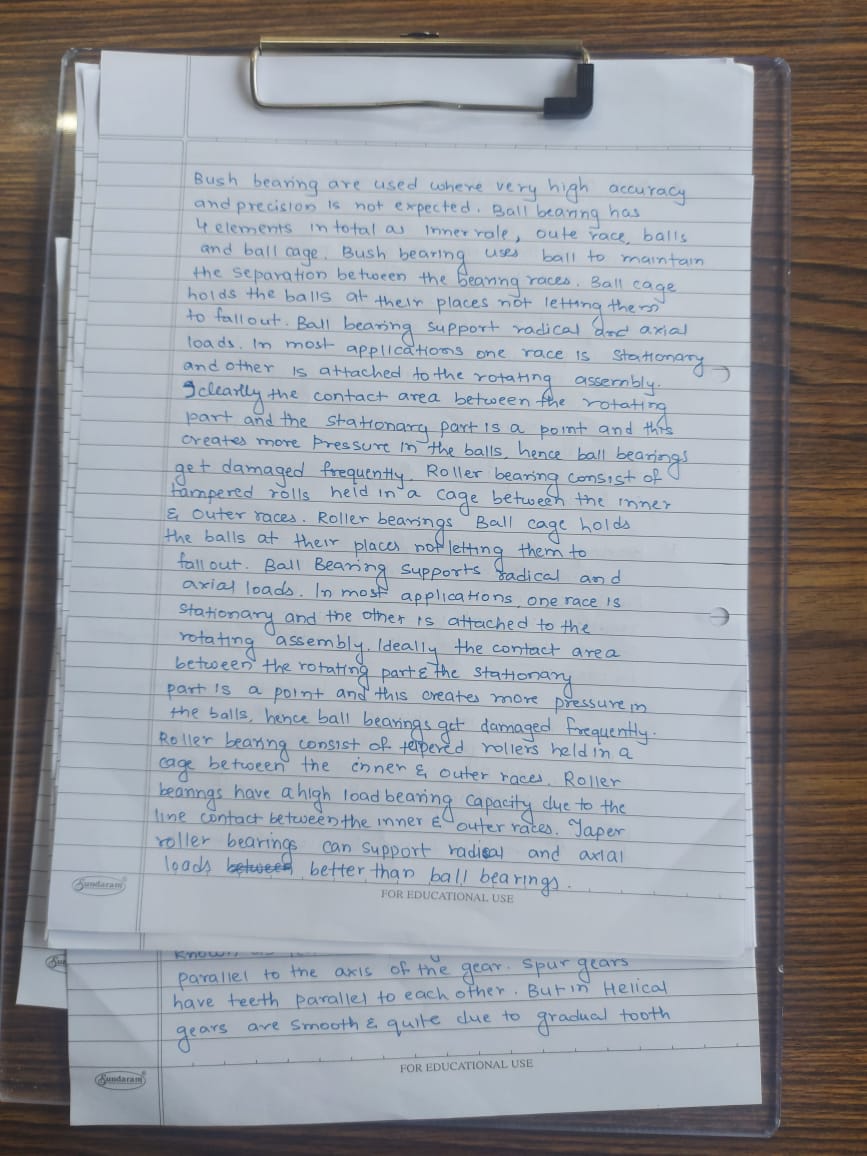 Bush bearing are used where very high accuracy
and precision is not expected. Ball bearing has
4 elements in total as inner role, oute race, balls
and ball cage. Bush bearing uses ball to maintain
the separation between the bearing races. Ball cage
holds the balls at their places not letting them
to fallout. Ball bearing support radical and axial
loads. In most applications one race is stationary
and other is attached to the rotating assembly.
the contact area between the rotating
part and the stationary part is a point and this
creates more pressure in the balls, hence ball bearings
get damaged frequently. Roller bearing consist of
tampered rolls held in a cage between the inner
& outer races. Roller bearings Ball cage holds
the balls at their places not letting them to
fallout. Ball Bearing supports radical and
axial loads. In most applications, one race is
stationary and the other is attached to the
rotating assembly. Ideally the contact area
between the rotating part & the stationary
part is a point and this creates more pressure in
the balls, hence ball bearings get damaged frequently.
Roller bearing consist of tepered rollers held in a
cage between the inner & outer races. Roller
bearings have a high load bearing capacity due to the
line contact between the inner & outer races. Taper
roller bearings can support radical and axial
loads between better than ball bearings.
Sundaram
FOR EDUCATIONAL USE
parallel to the axis of the gear. Spur gears
have teeth parallel to each other. But in Helical
gears are smooth & quite due to gradual tooth
Sundaram
FOR EDUCATIONAL USE